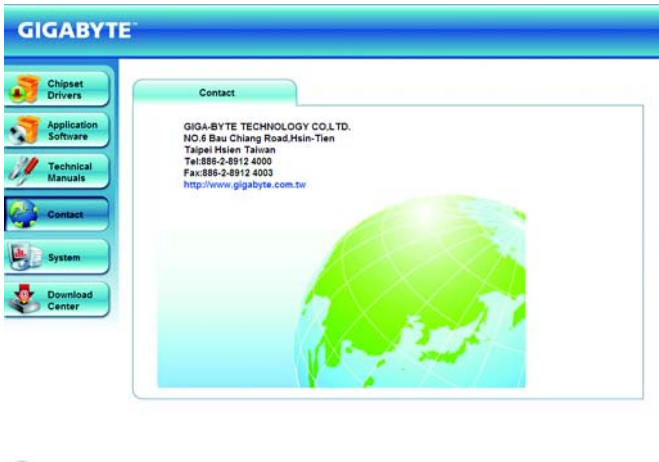 GIGABYTE™
Chipset
Drivers
Application
Software
Technical
Manuals
Contact
System
Download
Center
Contact
GIGA-BYTE TECHNOLOGY CO,LTD.
NO.6 Bau Chiang Road,Hsin-Tien
Taipei Hsien Taiwan
Tel:886-2-8912 4000
Fax:886-2-8912 4003
http://www.gigabyte.com.tw